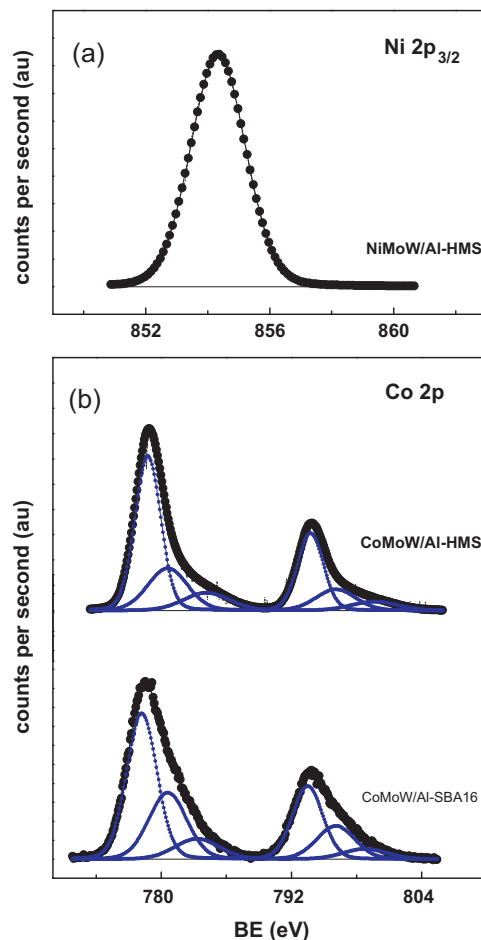 (a)
Ni 2p3/2
counts per second (au)
NiMoW/Al-HMS
852 856 860
(b)
Co 2p
counts per second (au)
CoMoW/Al-HMS
CoMoW/Al-SBA16
780 792 804
BE (eV)